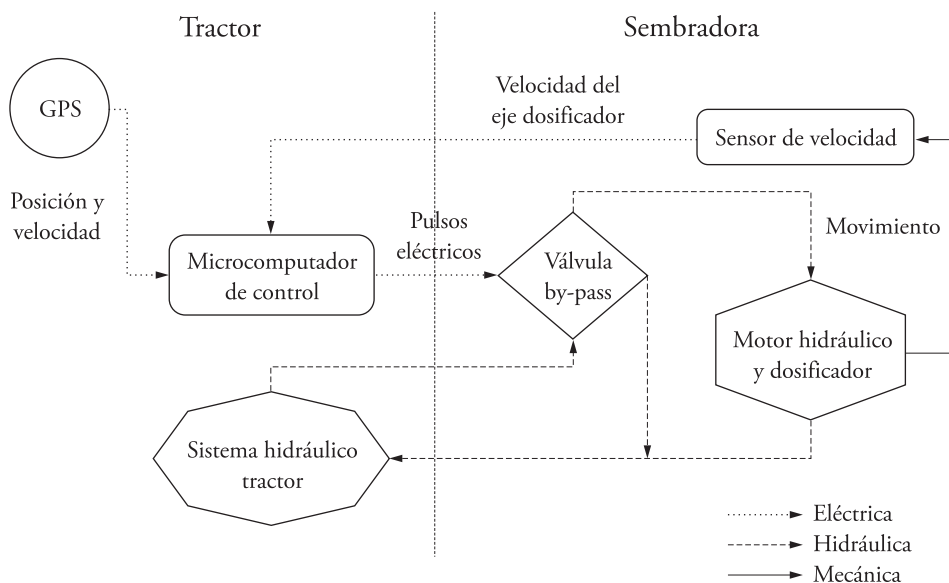 Tractor
Sembradora
GPS
Velocidad del
eje dosificador
Sensor de velocidad
Posición y
velocidad
Pulsos
eléctricos
Movimiento
Microcomputador
de control
Válvula
by-pass
Motor hidráulico
y dosificador
Sistema hidráulico
tractor
Eléctrica
Hidráulica
Mecánica